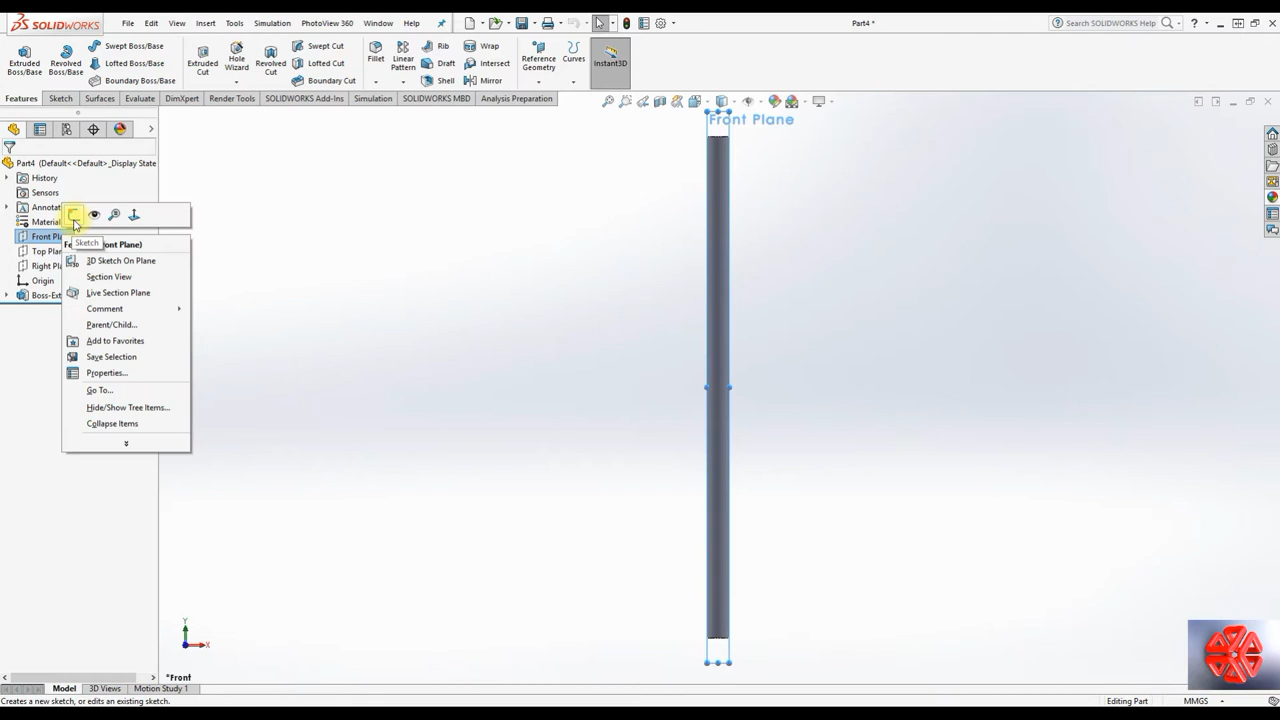 SOLIDWORKS
File Edit View Insert Tools Simulation PhotoView 360 Window Help
Part4 *
Search SOLIDWORKS Help
Extruded Boss/Base
Revolved Boss/Base
Swept Boss/Base
Lofted Boss/Base
Boundary Boss/Base
Extruded Cut
Hole Wizard
Revolved Cut
Swept Cut
Lofted Cut
Boundary Cut
Fillet
Linear Pattern
Rib
Draft
Shell
Wrap
Intersect
Mirror
Reference Geometry
Curves
Instant3D
Features Sketch Surfaces Evaluate DimXpert Render Tools SOLIDWORKS Add-Ins Simulation SOLIDWORKS MBD Analysis Preparation
Front Plane
Part4 (Default<<Default>_Display State
History
Sensors
Annotat
Material
Front Pla
Top Plan
Right Pla
Origin
Boss-Ext
Sketch
(Front Plane)
3D Sketch On Plane
Section View
Live Section Plane
Comment
Parent/Child...
Add to Favorites
Save Selection
Properties...
Go To...
Hide/Show Tree Items...
Collapse Items
Y
X
*Front
Model 3D Views Motion Study 1
Creates a new sketch, or edits an existing sketch.
Editing Part
MMGS